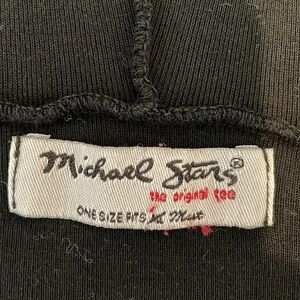 Michael Stars®
the original tee
ONE SIZE FITS Most